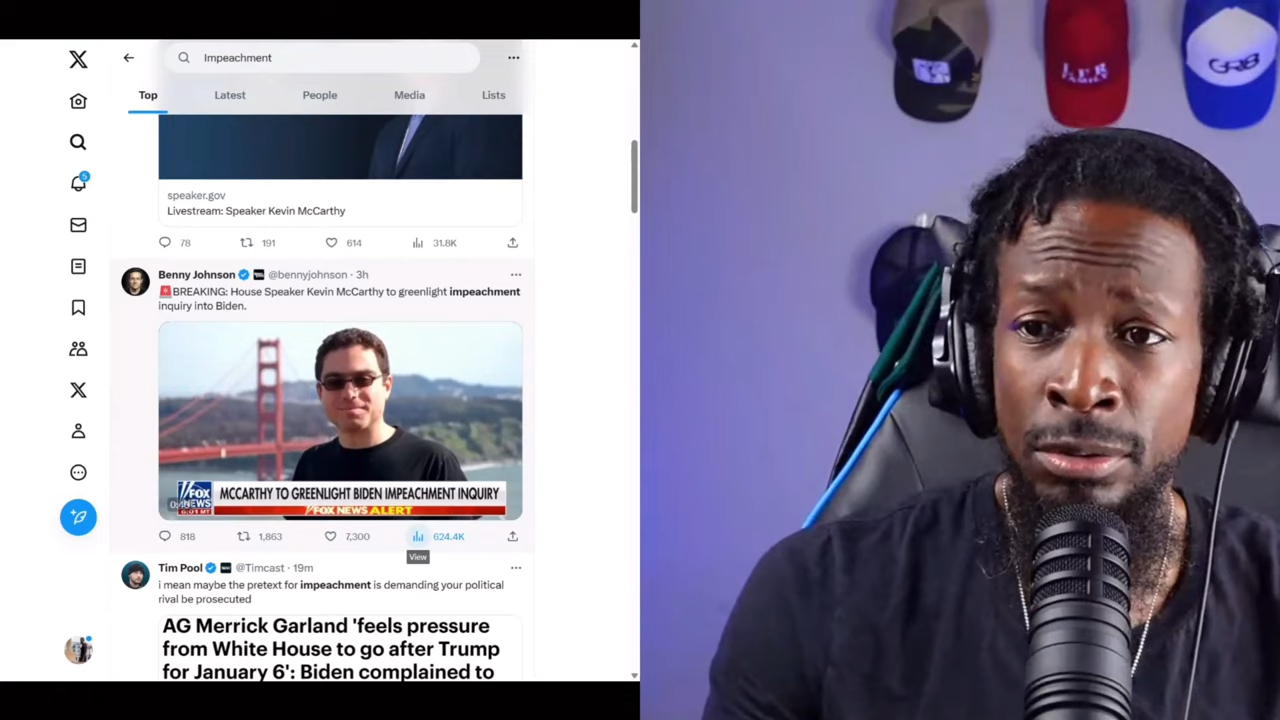 Impeachment
Top
Latest
People
Media
Lists
speaker.gov
Livestream: Speaker Kevin McCarthy
78
191
614
31.8K
5
Benny Johnson @bennyjohnson · 3h
BREAKING: House Speaker Kevin McCarthy to greenlight impeachment
inquiry into Biden.
FOX
NEWS
MCCARTHY TO GREENLIGHT BIDEN IMPEACHMENT INQUIRY
FOX NEWS ALERT
818
1,863
7,300
624.4K
View
Tim Pool @Timcast · 19m
i mean maybe the pretext for impeachment is demanding your political
rival be prosecuted
AG Merrick Garland 'feels pressure
from White House to go after Trump
for January 6': Biden complained to
GRB